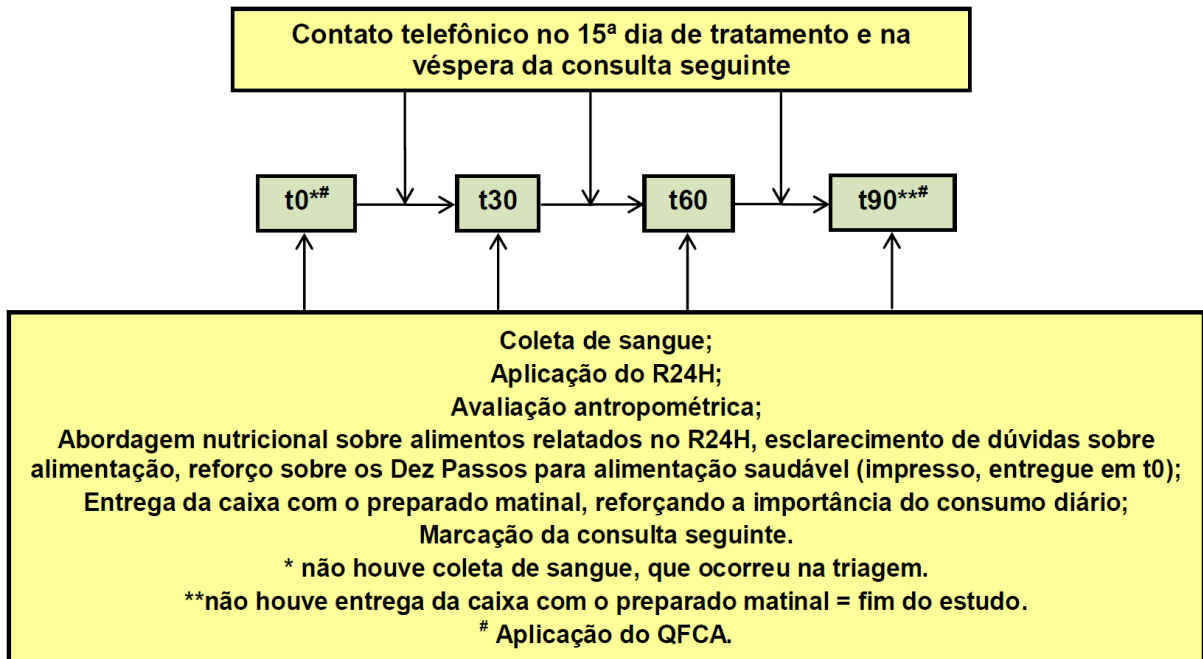 Contato telefônico no 15ª dia de tratamento e na
véspera da consulta seguinte
t0*#
t30
t60
t90**#
Coleta de sangue;
Aplicação do R24H;
Avaliação antropométrica;
Abordagem nutricional sobre alimentos relatados no R24H, esclarecimento de dúvidas sobre
alimentação, reforço sobre os Dez Passos para alimentação saudável (impresso, entregue em t0);
Entrega da caixa com o preparado matinal, reforçando a importância do consumo diário;
Marcação da consulta seguinte.
* não houve coleta de sangue, que ocorreu na triagem.
**não houve entrega da caixa com o preparado matinal = fim do estudo.
# Aplicação do QFCA.